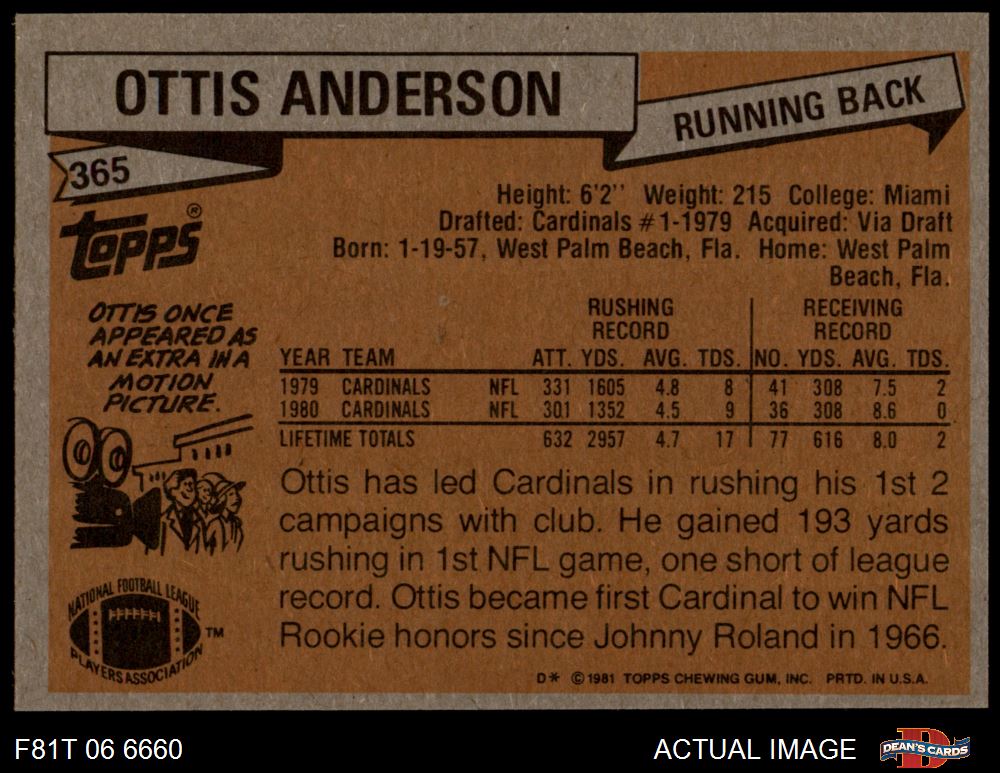 OTTIS ANDERSON
RUNNING BACK
365
TOPPS®
Height: 6'2'' Weight: 215 College: Miami
Drafted: Cardinals #1-1979 Acquired: Via Draft
Born: 1-19-57, West Palm Beach, Fla. Home: West Palm
Beach, Fla.
OTTIS ONCE
APPEARED AS
AN EXTRA IN A
MOTION
PICTURE.
RUSHING RECEIVING
RECORD RECORD
YEAR TEAM ATT. YDS. AVG. TDS. NO. YDS. AVG. TDS.
1979 CARDINALS NFL 331 1605 4.8 8 41 308 7.5 2
1980 CARDINALS NFL 301 1352 4.5 9 36 308 8.6 0
LIFETIME TOTALS 632 2957 4.7 17 77 616 8.0 2
Ottis has led Cardinals in rushing his 1st 2
campaigns with club. He gained 193 yards
rushing in 1st NFL game, one short of league
record. Ottis became first Cardinal to win NFL
Rookie honors since Johnny Roland in 1966.
NATIONAL FOOTBALL LEAGUE
PLAYERS ASSOCIATION
TM
D* ©1981 TOPPS CHEWING GUM, INC. PRTD. IN U.S.A.
F81T 06 6660
ACTUAL IMAGE
DEAN'S CARDS